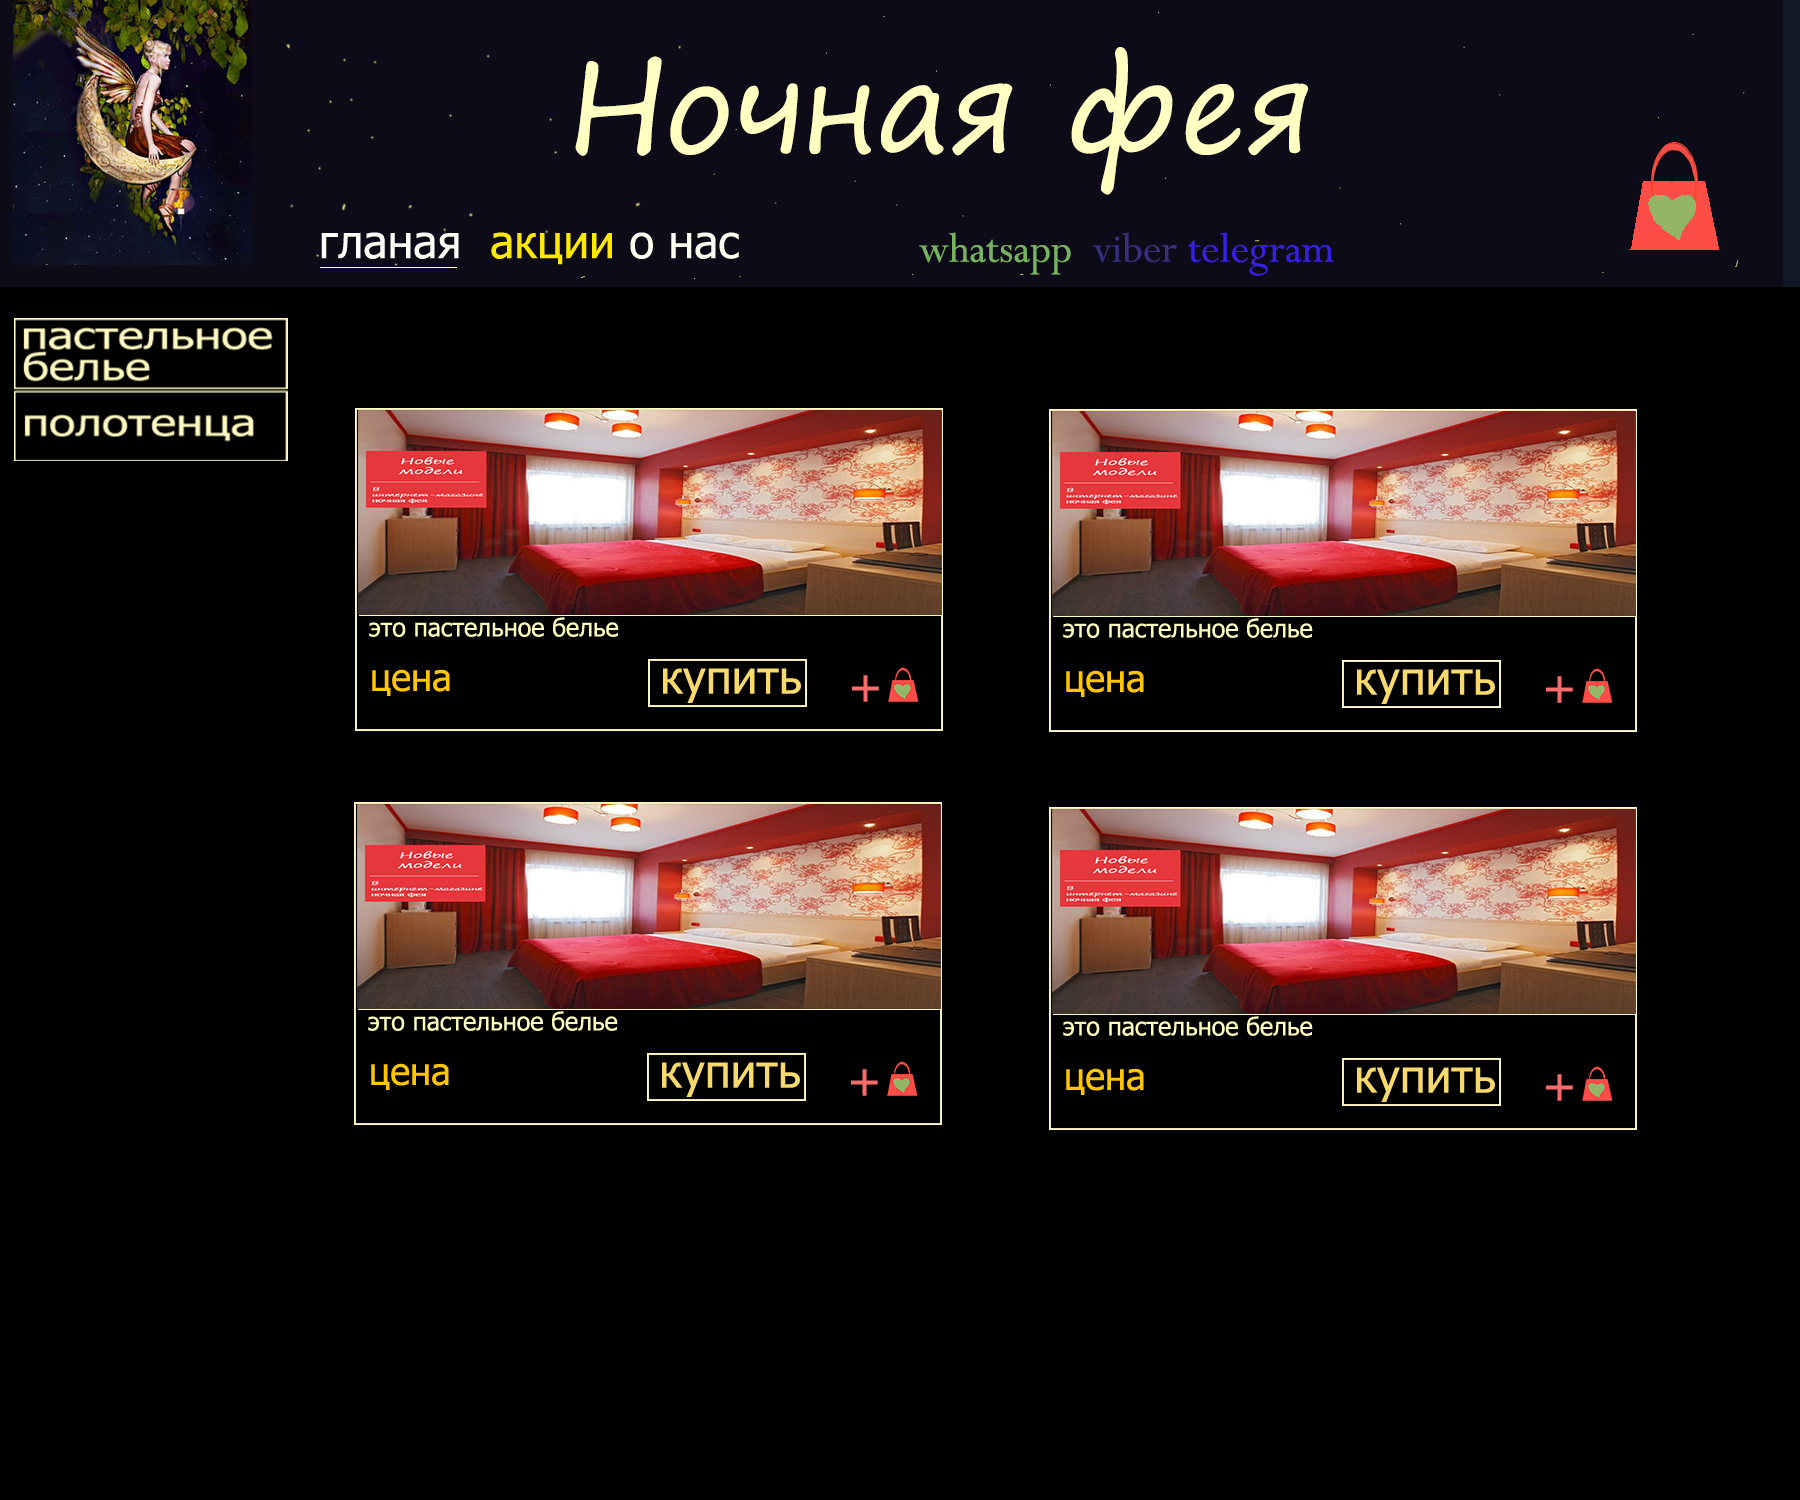 Ночная фея
гланая акции о нас
whatsapp viber telegram
пастельное
белье
полотенца
Новые
модели
В
интернет-магазине
ночная фея
это пастельное белье
цена
купить
+
Новые
модели
В
интернет-магазине
ночная фея
это пастельное белье
цена
купить
+
Новые
модели
В
интернет-магазине
ночная фея
это пастельное белье
цена
купить
+
Новые
модели
В
интернет-магазине
ночная фея
это пастельное белье
цена
купить
+